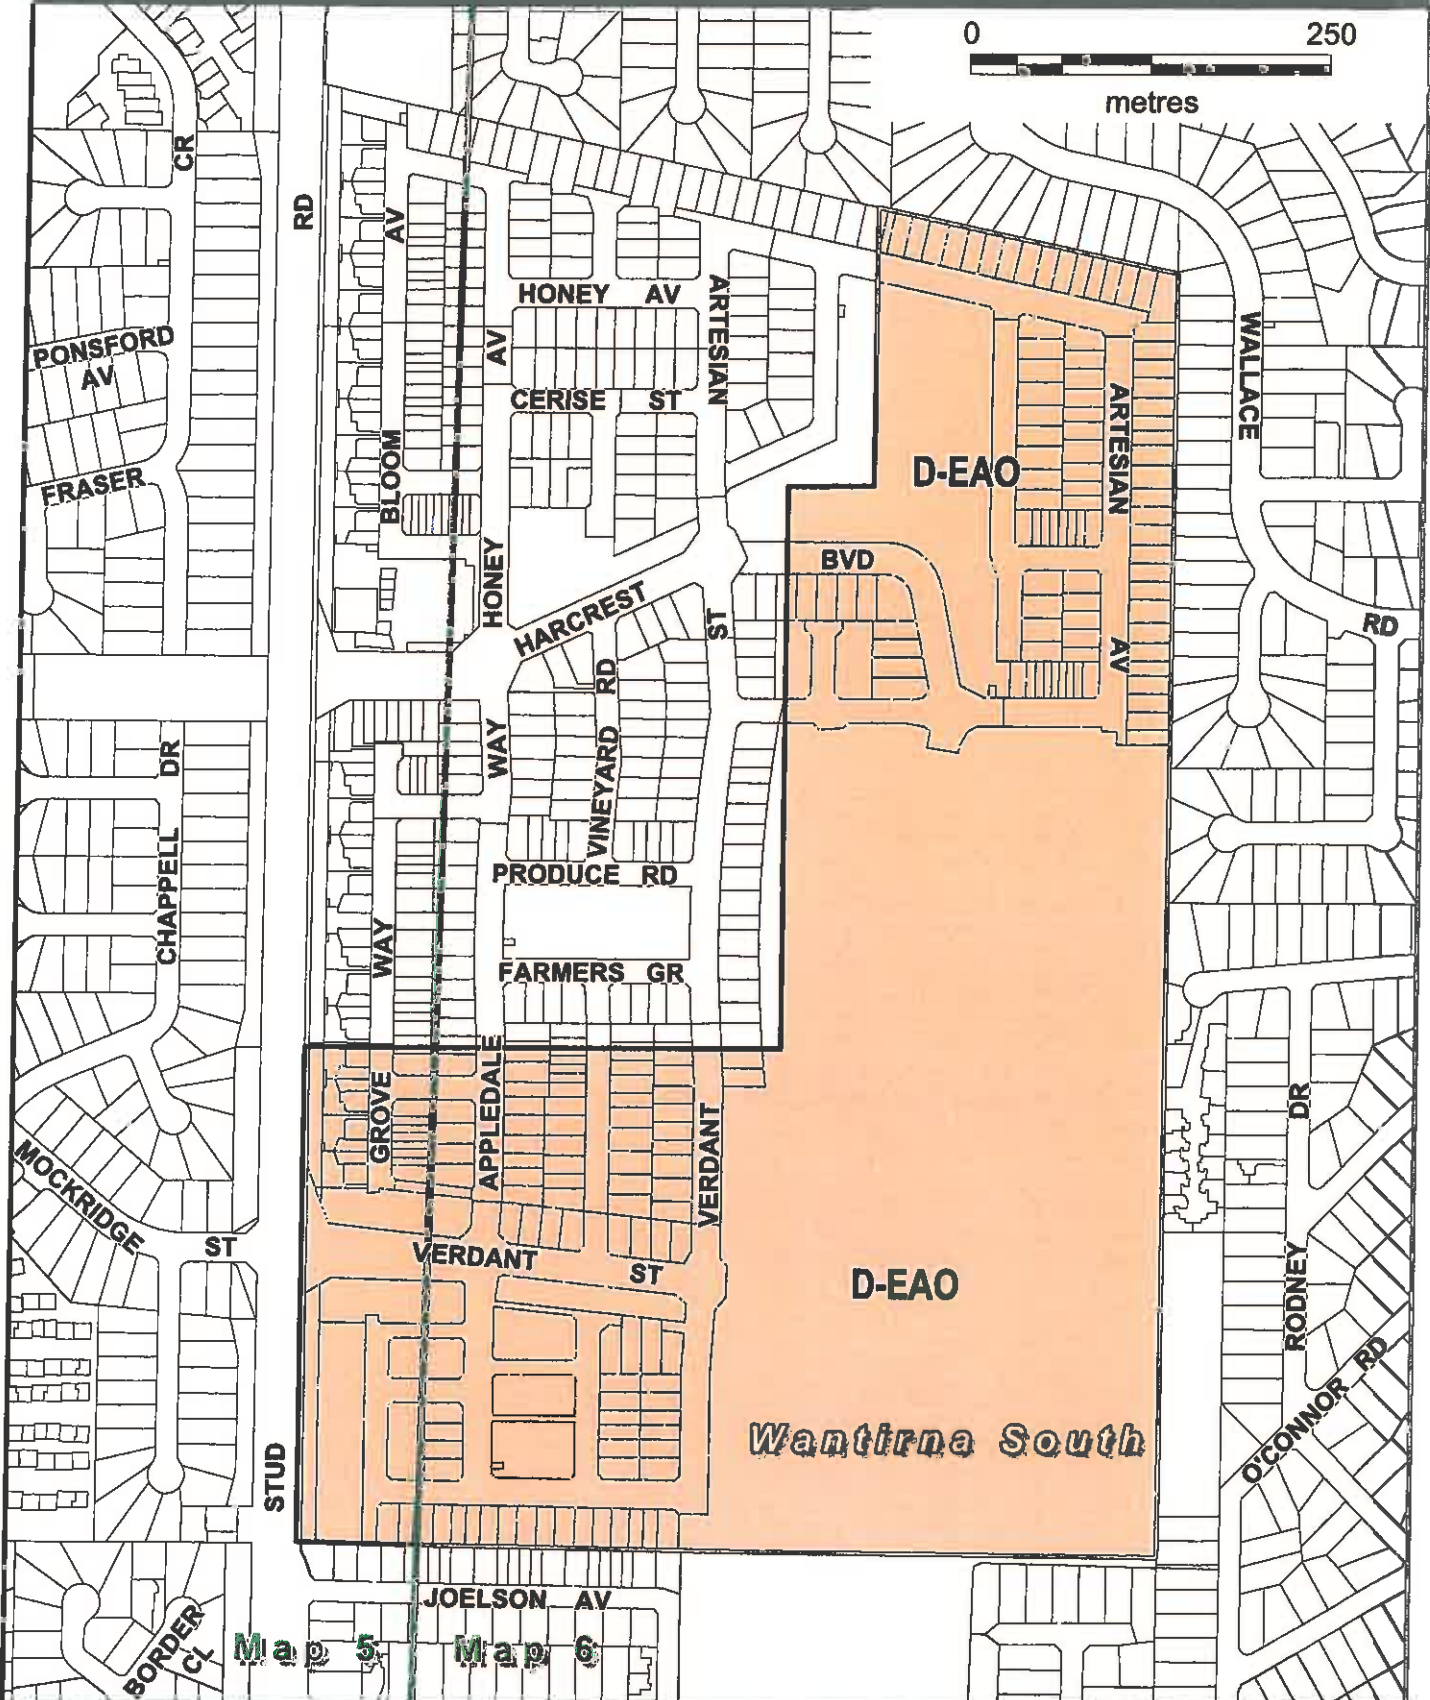 0 250
metres
CR
RD
AV
HONEY AV
ARTESIAN
PONSFORD
AV
AV
WALLACE
CERISE ST
ARTESIAN
BLOOM
D-EAO
FRASER
HONEY
BVD
HARCREST
ST
RD
RD
AV
DR
WAY
VINEYARD
CHAPPELL
PRODUCE RD
WAY
FARMERS GR
APPLEDALE
GROVE
VERDANT
DR
MOCKRIDGE
ST
VERDANT
ST
D-EAO
RODNEY
O'CONNOR RD
Wantirna South
STUD
JOELSON AV
BORDER
CL
Map 5 Map 6